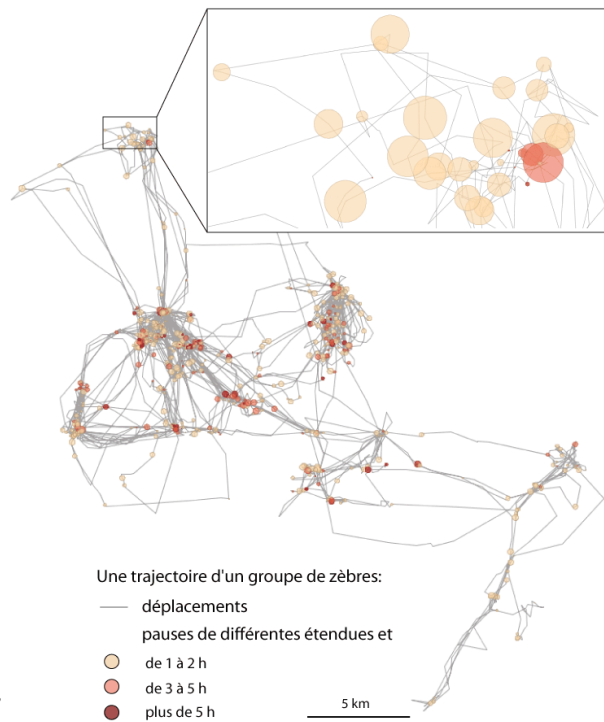 Une trajectoire d'un groupe de zèbres:
déplacements
pauses de différentes étendues et
de 1 à 2 h
de 3 à 5 h
plus de 5 h
5 km